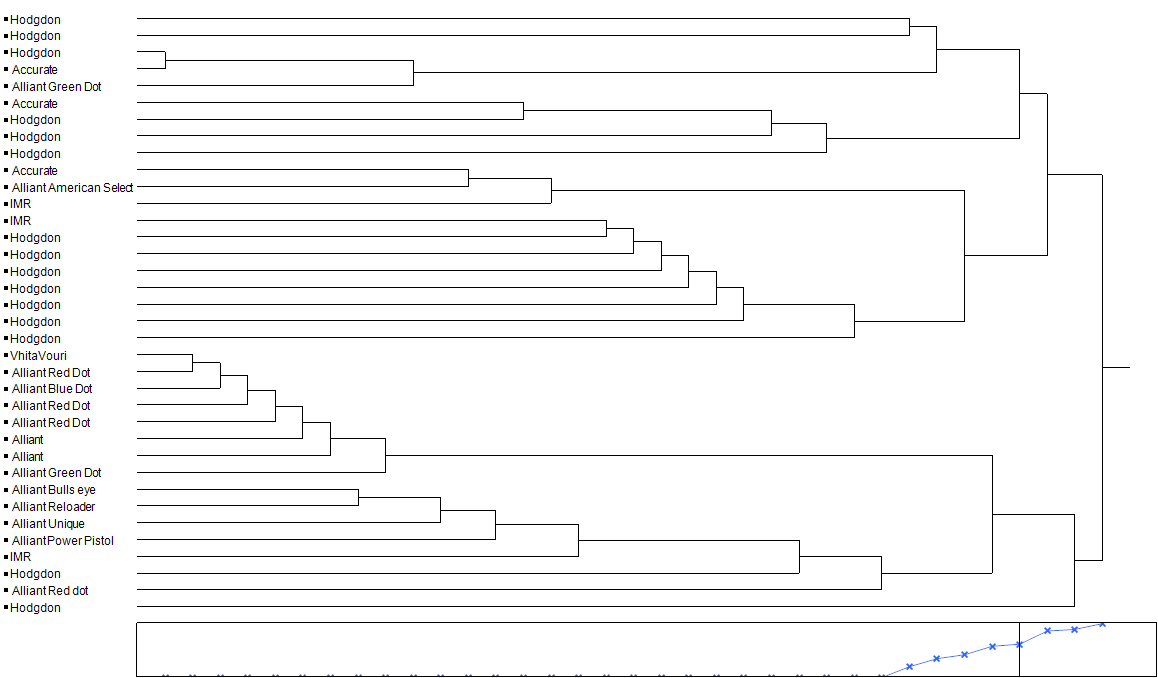 Hodgdon
Hodgdon
Hodgdon
Accurate
Alliant Green Dot
Accurate
Hodgdon
Hodgdon
Hodgdon
Accurate
Alliant American Select
IMR
IMR
Hodgdon
Hodgdon
Hodgdon
Hodgdon
Hodgdon
Hodgdon
Hodgdon
VhitaVouri
Alliant Red Dot
Alliant Blue Dot
Alliant Red Dot
Alliant Red Dot
Alliant
Alliant
Alliant Green Dot
Alliant Bulls eye
Alliant Reloader
Alliant Unique
Alliant Power Pistol
IMR
Hodgdon
Alliant Red dot
Hodgdon